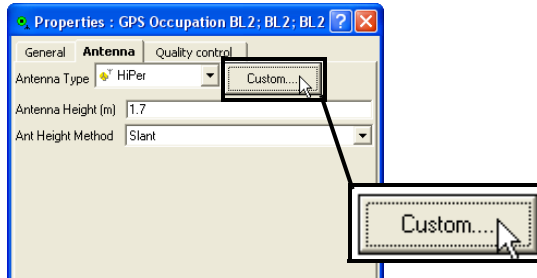 Properties : GPS Occupation BL2; BL2; BL2
General Antenna Quality control
Antenna Type HiPer Custom....
Antenna Height (m) 1.7
Ant Height Method Slant
Custom....